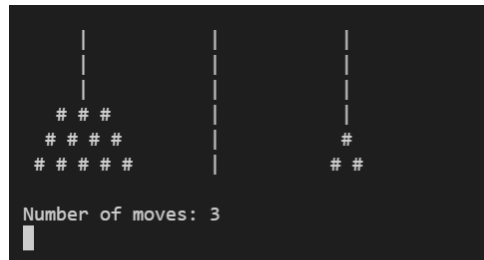 |          |          |
|          |          |
|          |          |
# # #        |          |
# # # #       |          #
# # # # #      |         # #
Number of moves: 3